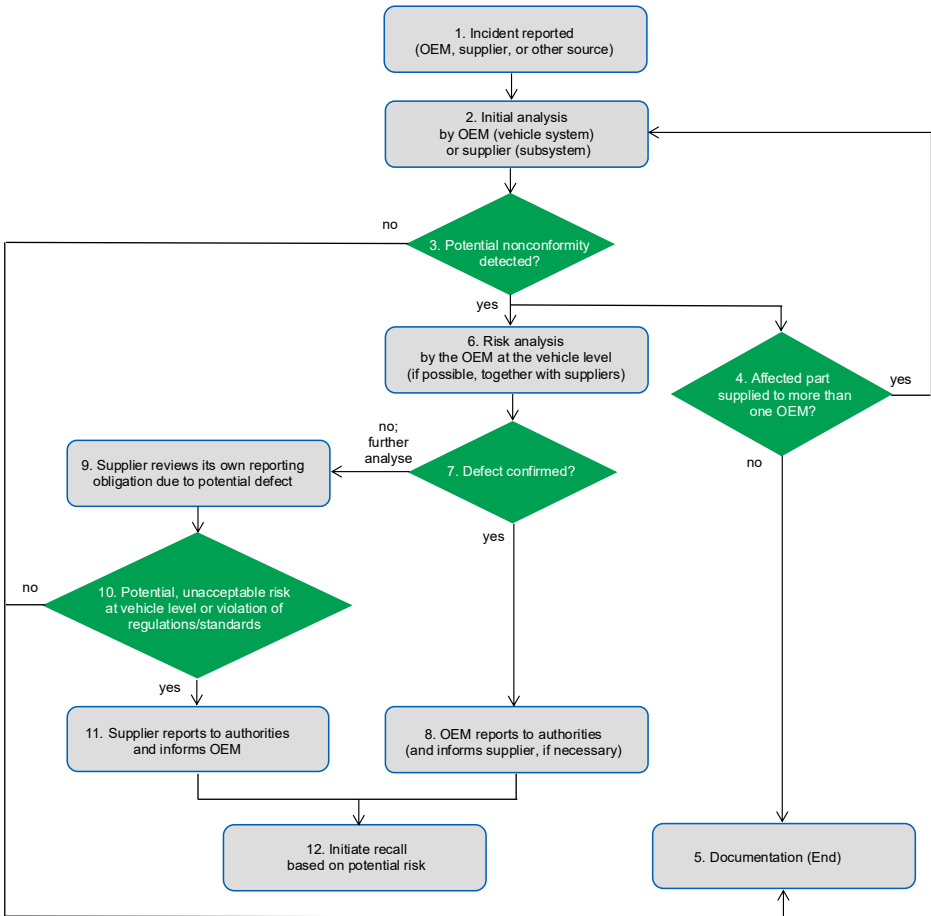 1. Incident reported
(OEM, supplier, or other source)
2. Initial analysis
by OEM (vehicle system)
or supplier (subsystem)
no
3. Potential nonconformity
detected?
yes
6. Risk analysis
by the OEM at the vehicle level
(if possible, together with suppliers)
4. Affected part
supplied to more than
one OEM?
yes
no;
further
analyse
no
9. Supplier reviews its own reporting
obligation due to potential defect
7. Defect confirmed?
yes
no
10. Potential, unacceptable risk
at vehicle level or violation of
regulations/standards
yes
11. Supplier reports to authorities
and informs OEM
8. OEM reports to authorities
(and informs supplier, if necessary)
12. Initiate recall
based on potential risk
5. Documentation (End)